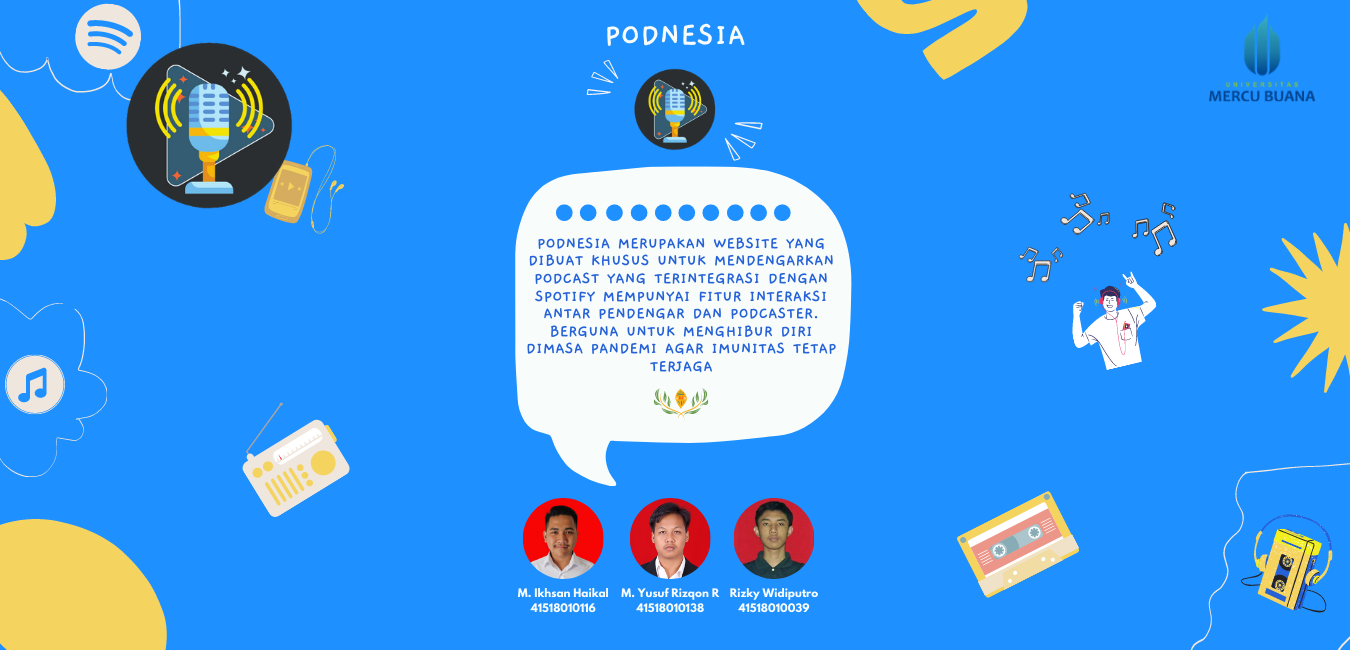 PODNESIA
UNIVERSITAS
MERCU BUANA
PODNESIA MERUPAKAN WEBSITE YANG
DIBUAT KHUSUS UNTUK MENDENGARKAN
PODCAST YANG TERINTEGRASI DENGAN
SPOTIFY MEMPUNYAI FITUR INTERAKSI
ANTAR PENDENGAR DAN PODCASTER.
BERGUNA UNTUK MENGHIBUR DIRI
DIMASA PANDEMI AGAR IMUNITAS TETAP
TERJAGA
M. Ikhsan Haikal
41518010116
M. Yusuf Rizqon R
41518010138
Rizky Widiputro
41518010039